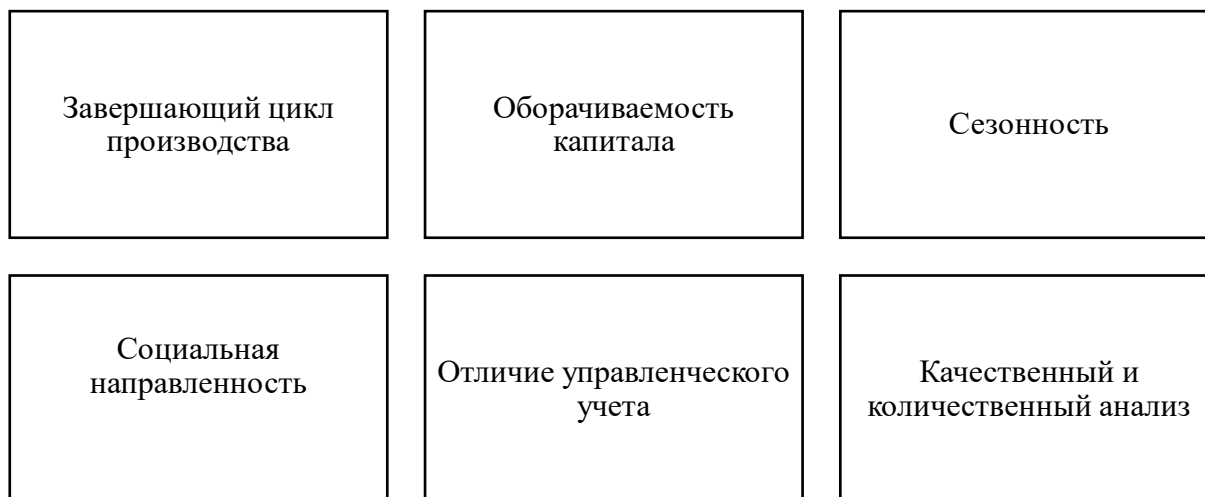 Завершающий цикл
производства
Оборачиваемость
капитала
Сезонность
Социальная
направленность
Отличие управленческого
учета
Качественный и
количественный анализ